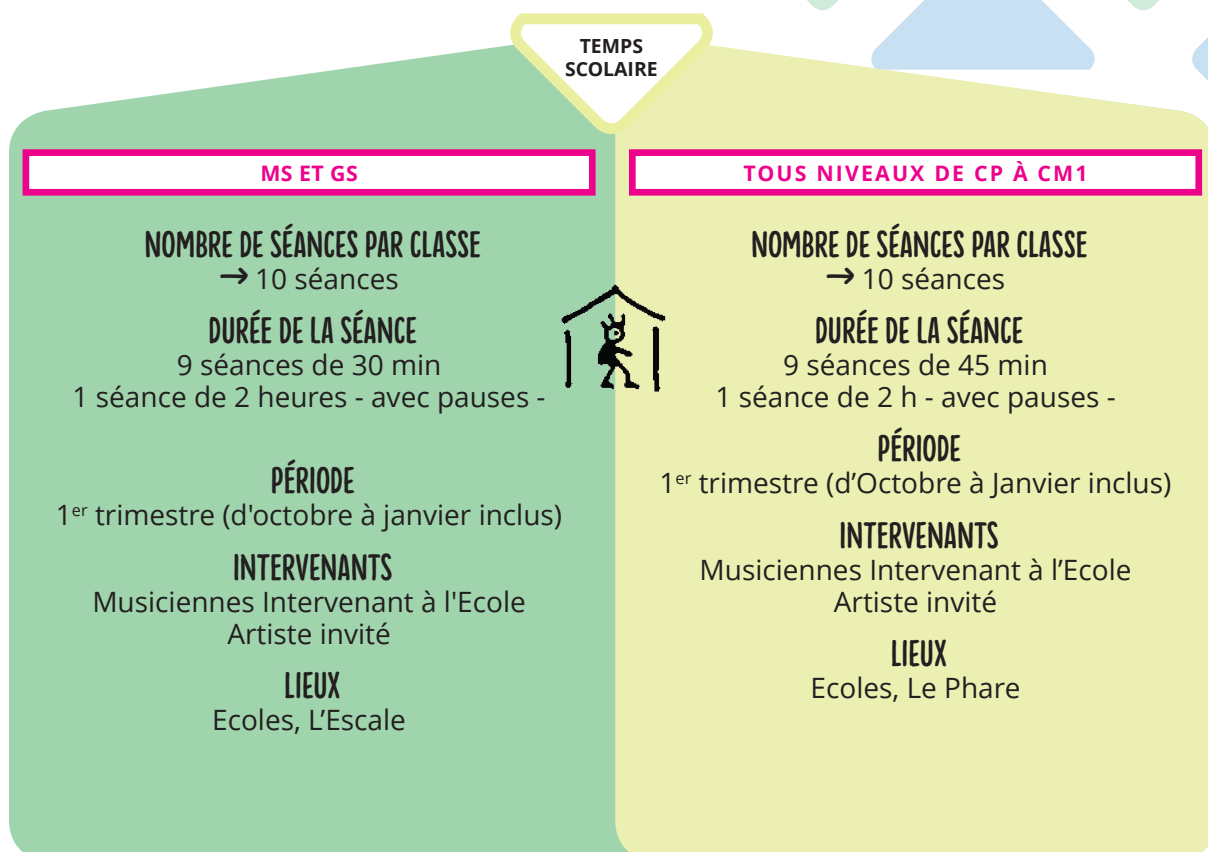 TEMPS
SCOLAIRE
MS ET GS
NOMBRE DE SÉANCES PAR CLASSE
→ 10 séances
DURÉE DE LA SÉANCE
9 séances de 30 min
1 séance de 2 heures - avec pauses -
PÉRIODE
1er trimestre (d'octobre à janvier inclus)
INTERVENANTS
Musiciennes Intervenant à l'Ecole
Artiste invité
LIEUX
Ecoles, L’Escale
TOUS NIVEAUX DE CP À CM1
NOMBRE DE SÉANCES PAR CLASSE
→ 10 séances
DURÉE DE LA SÉANCE
9 séances de 45 min
1 séance de 2 h - avec pauses -
PÉRIODE
1er trimestre (d’Octobre à Janvier inclus)
INTERVENANTS
Musiciennes Intervenant à l’Ecole
Artiste invité
LIEUX
Ecoles, Le Phare